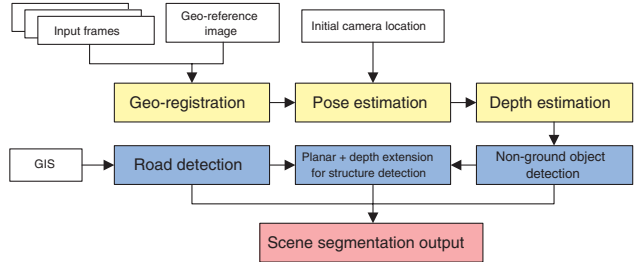 Input frames
Geo-reference
image
Initial camera location
Geo-registration
Pose estimation
Depth estimation
GIS
Road detection
Planar + depth extension
for structure detection
Non-ground object
detection
Scene segmentation output